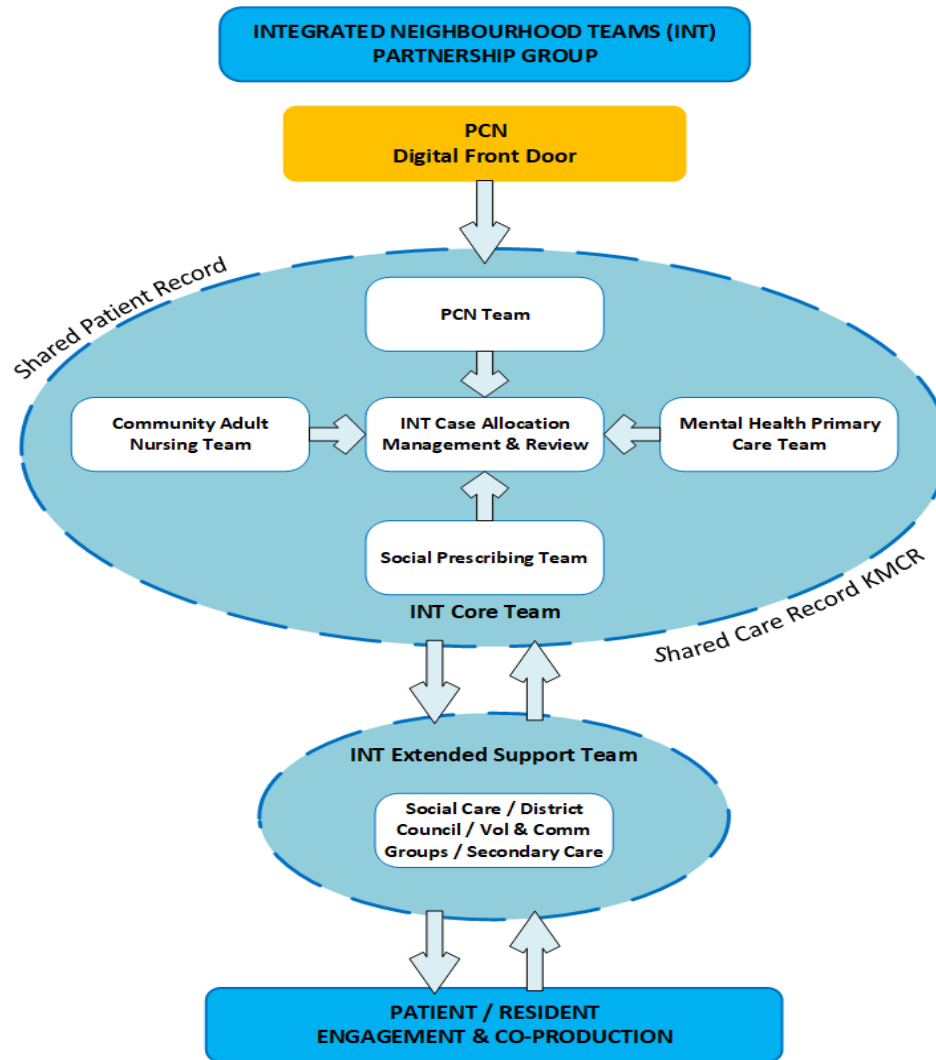 INTEGRATED NEIGHBOURHOOD TEAMS (INT)
PARTNERSHIP GROUP
PCN
Digital Front Door
Shared Patient Record
PCN Team
Community Adult
Nursing Team
INT Case Allocation
Management & Review
Mental Health Primary
Care Team
Social Prescribing Team
INT Core Team
Shared Care Record KMCR
INT Extended Support Team
Social Care / District
Council / Vol & Comm
Groups / Secondary Care
PATIENT / RESIDENT
ENGAGEMENT & CO-PRODUCTION